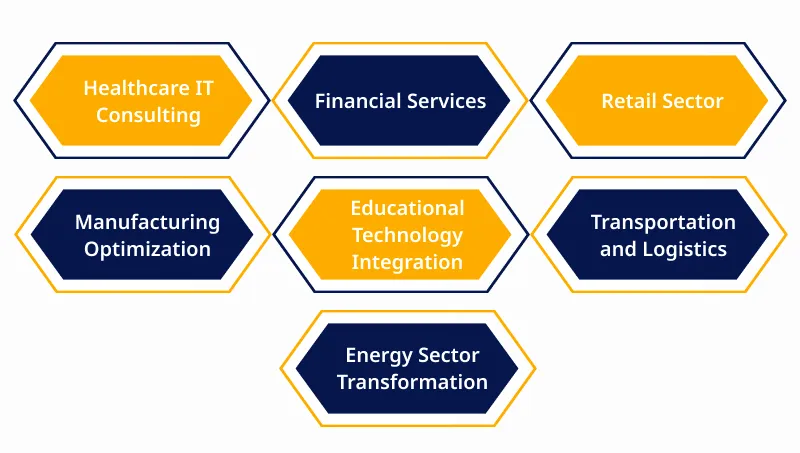 Healthcare IT
Consulting
Financial Services
Retail Sector
Manufacturing
Optimization
Educational
Technology
Integration
Transportation
and Logistics
Energy Sector
Transformation